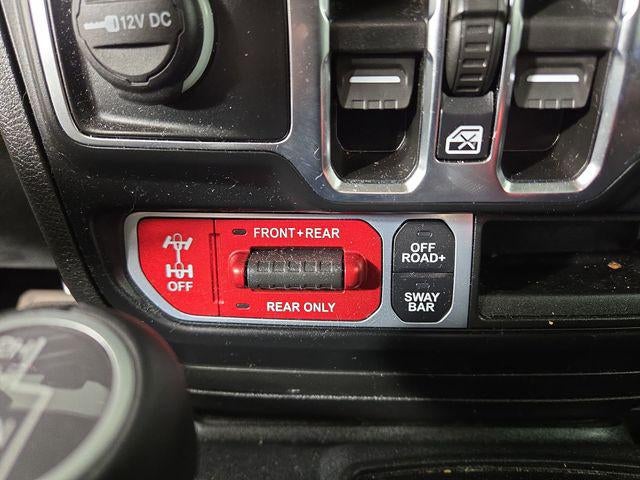 12V DC
FRONT+REAR
OFF
REAR ONLY
OFF
ROAD+
SWAY
BAR